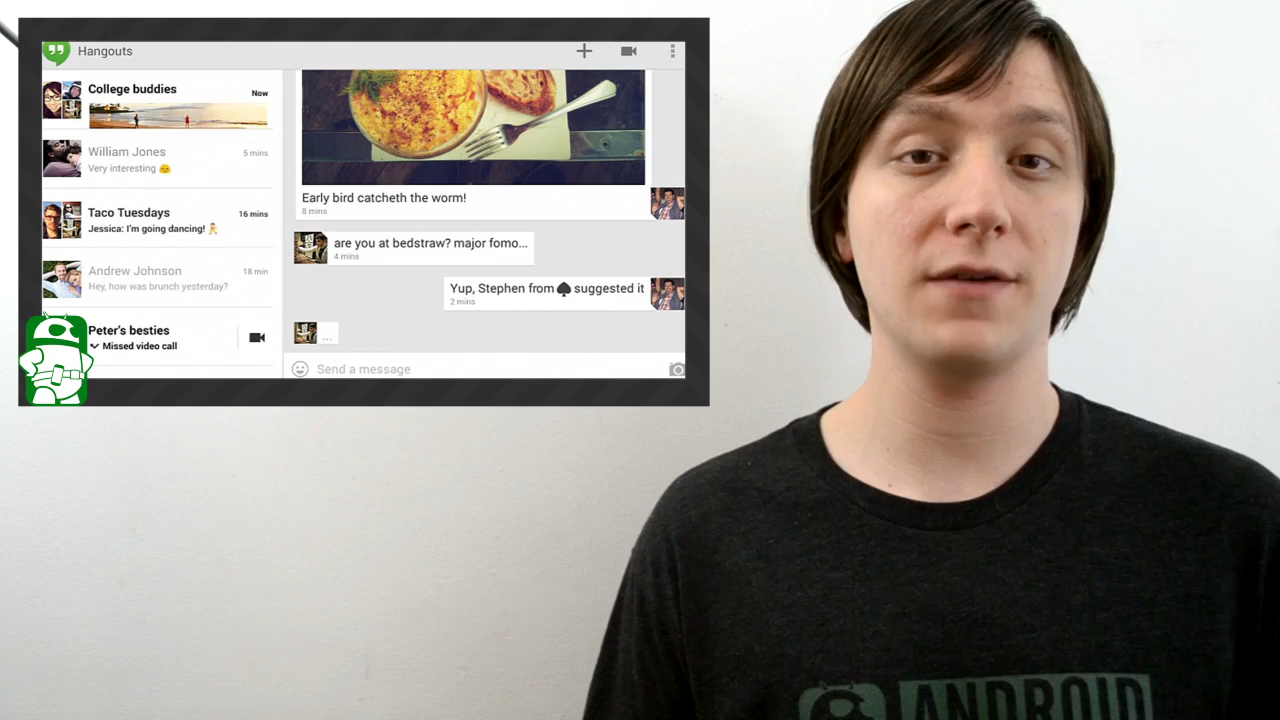 Hangouts
College buddies
Now
William Jones
5 mins
Very interesting
Taco Tuesdays
16 mins
Jessica: I'm going dancing!
Andrew Johnson
18 min
Hey, how was brunch yesterday?
Peter's besties
Missed video call
Early bird catcheth the worm!
8 mins
are you at bedstraw? major fomo...
4 mins
Yup, Stephen from ♠ suggested it
2 mins
...
Send a message
ANDROID